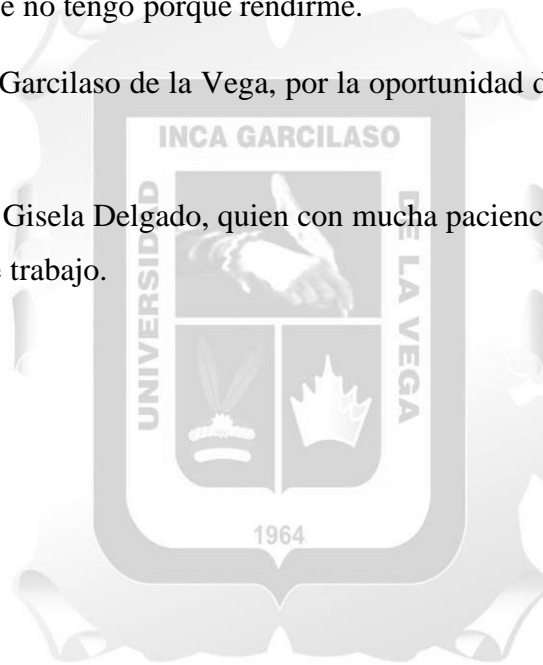 e no tengo porque rendirme.
Garcilaso de la Vega, por la oportunidad d
INCA GARCILASO
Gisela Delgado, quien con mucha pacienc
e trabajo.
UNIVERSIDAD
DE LA VEGA
1964